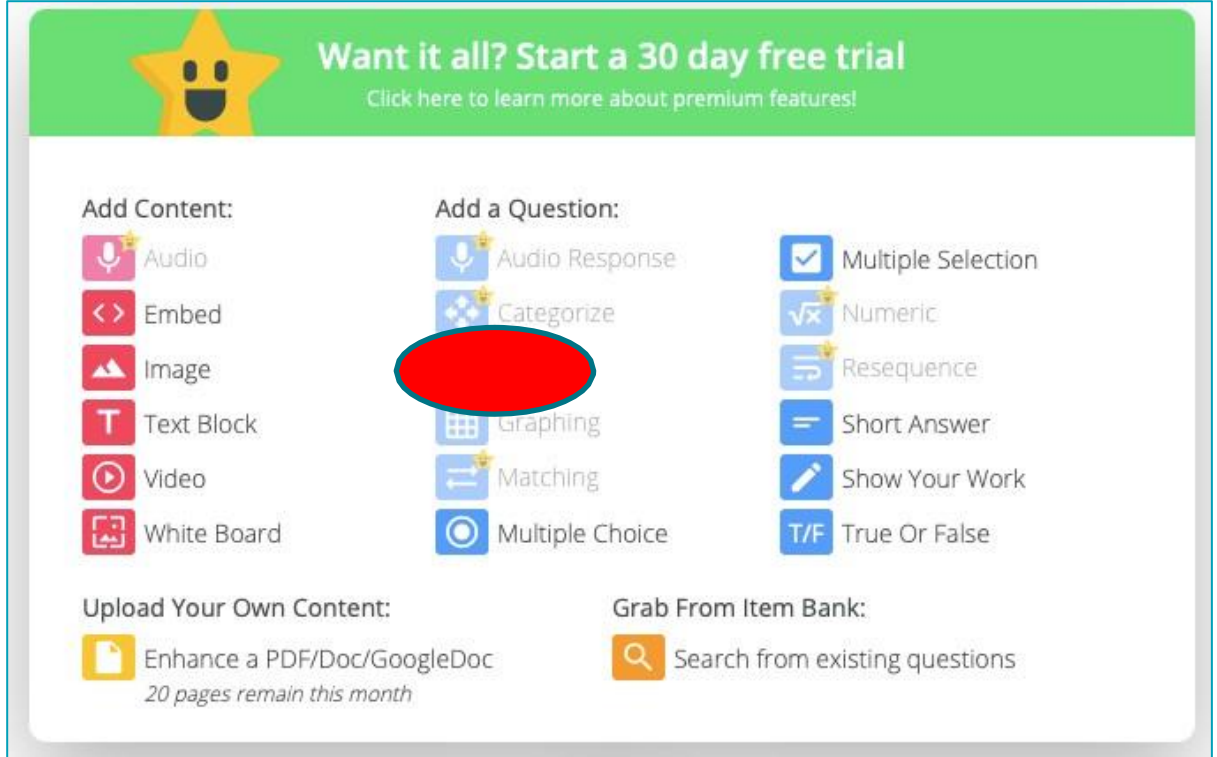 Want it all? Start a 30 day free trial
Click here to learn more about premium features!
Add Content:
Audio
Embed
Image
Text Block
Video
White Board
Add a Question:
Audio Response
Categorize
Graphing
Matching
Multiple Choice
Multiple Selection
Numeric
Resequence
Short Answer
Show Your Work
T/F True Or False
Upload Your Own Content:
Enhance a PDF/Doc/GoogleDoc
20 pages remain this month
Grab From Item Bank:
Search from existing questions